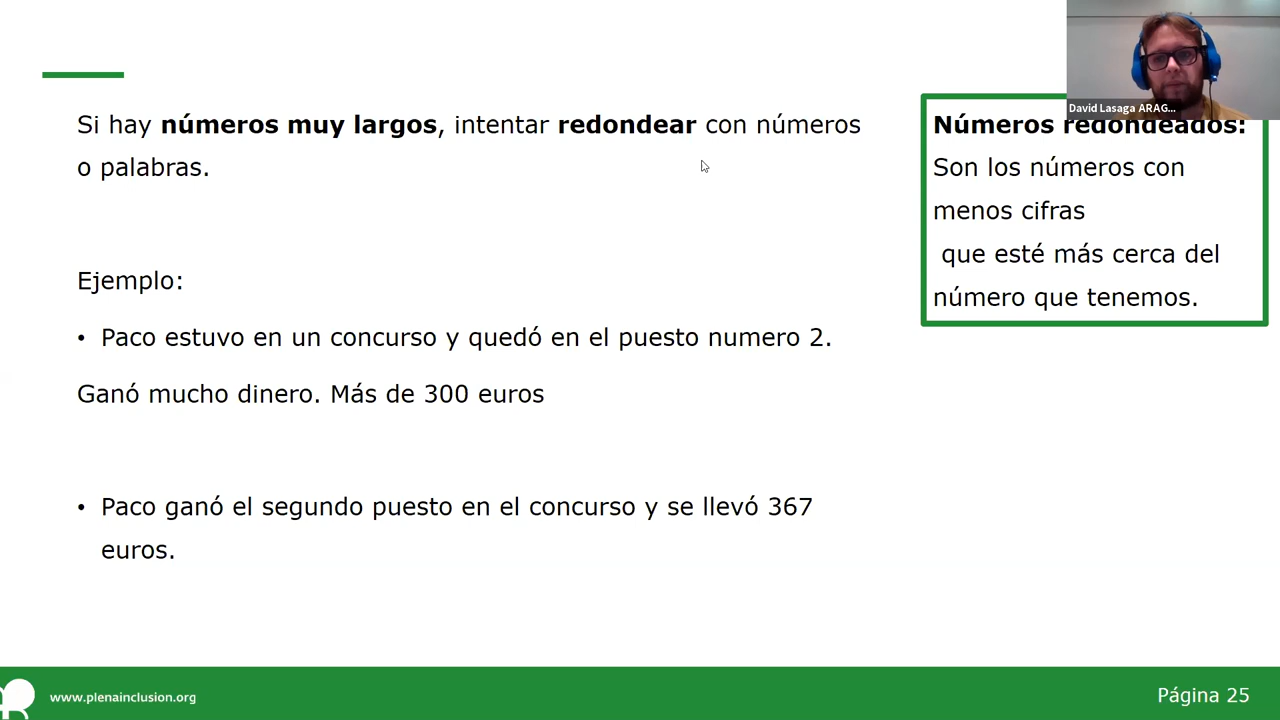 Si hay números muy largos, intentar redondear con números
o palabras.
Ejemplo:
• Paco estuvo en un concurso y quedó en el puesto numero 2.
Ganó mucho dinero. Más de 300 euros
• Paco ganó el segundo puesto en el concurso y se llevó 367
euros.
David Lasaga ARAG...
Números redondeados:
Son los números con
menos cifras
que esté más cerca del
número que tenemos.
www.plenainclusion.org
Página 25